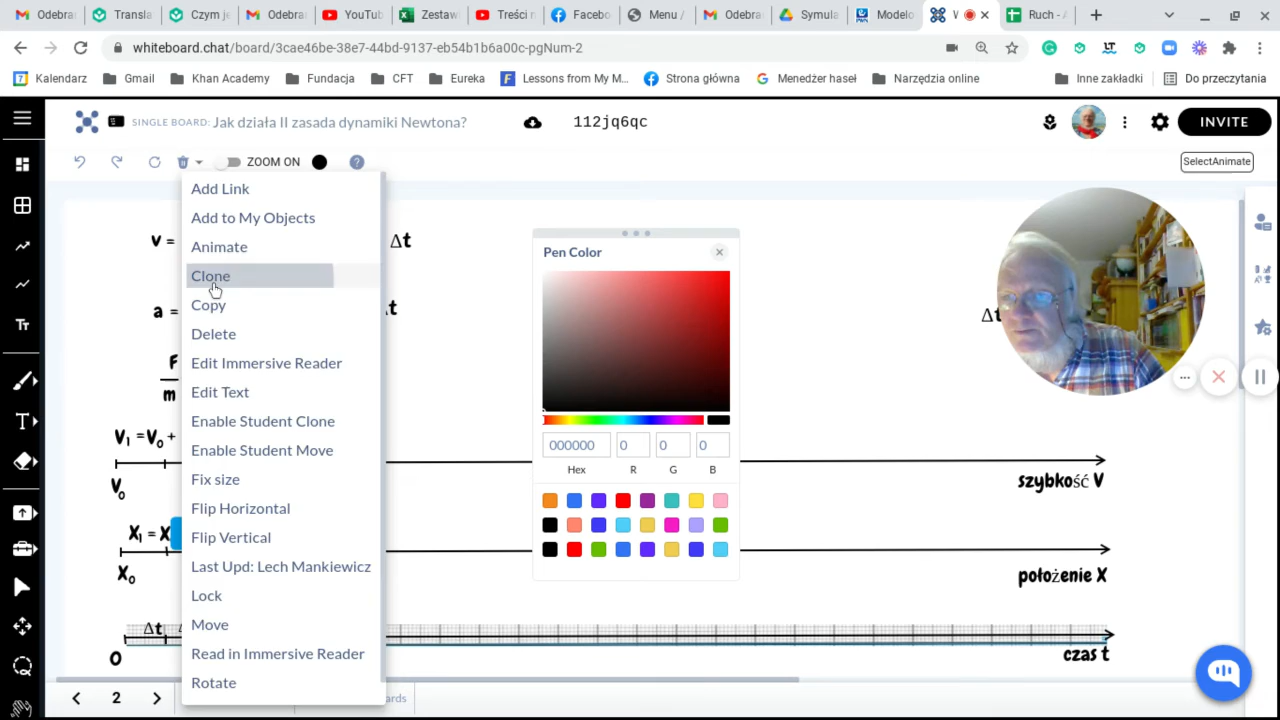 Odebra
Transla
Czym je
Odebra
YouTub
Zestaw
Treści r
Facebo
Menu /
Odebra
Symula
Modelo
Ruch - A
whiteboard.chat/board/3cae46be-38e7-44bd-9137-eb54b1b6a00c-pgNum-2
Kalendarz
Gmail
Khan Academy
Fundacja
CFT
Eureka
Lessons from My M...
Strona główna
Menedżer haseł
Narzędzia online
Inne zakładki
Do przeczytania
SINGLE BOARD: Jak działa II zasada dynamiki Newtona?
112jq6qc
INVITE
ZOOM ON
SelectAnimate
Add Link
Add to My Objects
Animate
Clone
Copy
Delete
Edit Immersive Reader
Edit Text
Enable Student Clone
Enable Student Move
Fix size
Flip Horizontal
Flip Vertical
Last Upd: Lech Mankiewicz
Lock
Move
Read in Immersive Reader
Rotate
v =
Δt
a =
F
m
V₁ = V₀ +
V₀
X₁ = X
X₀
Δt
0
Pen Color
000000
0
0
0
Hex
R
G
B
Δt
szybkość V
położenie X
czas t
2
ards